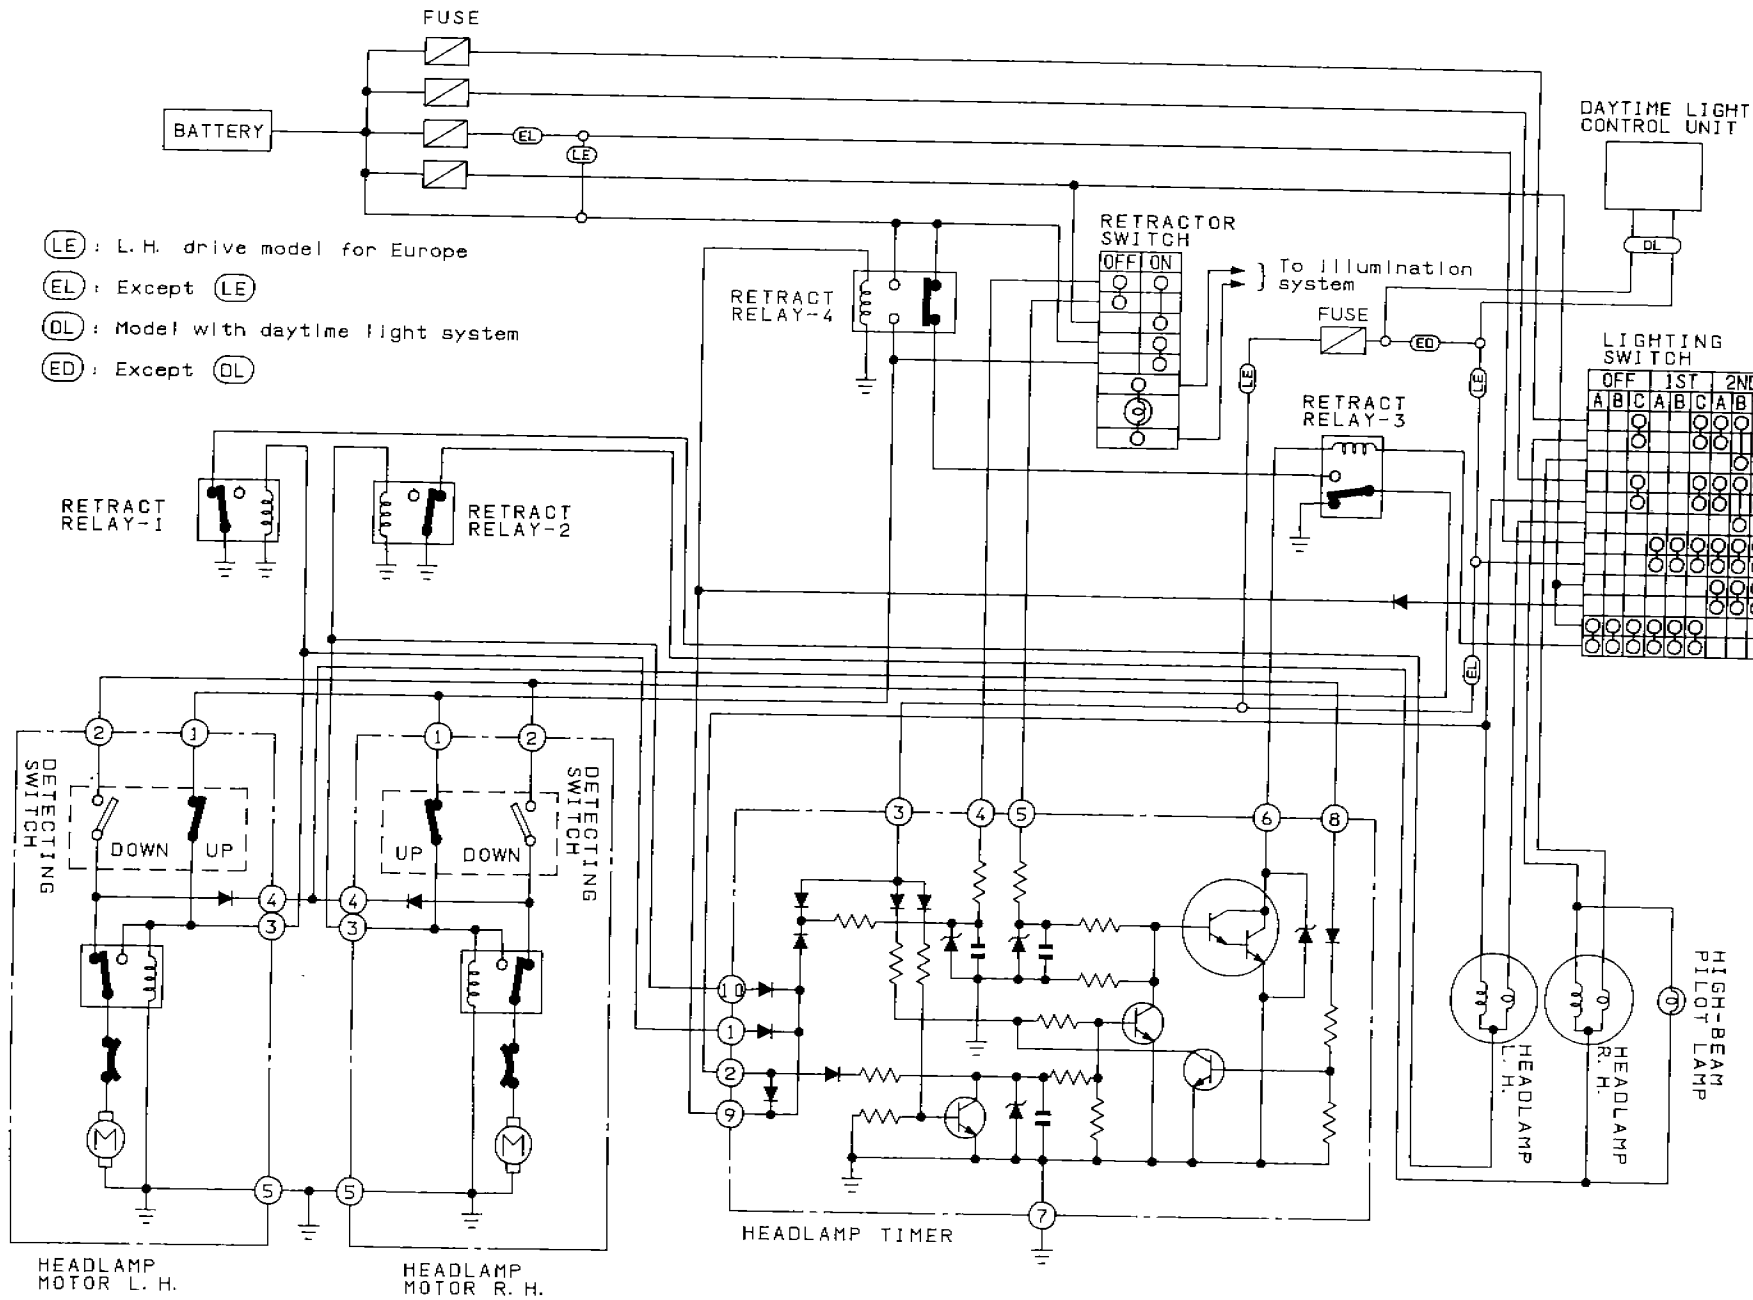 FUSE
BATTERY
EL
LE
DAYTIME LIGHT
CONTROL UNIT
DL
LE : L.H. drive model for Europe
EL : Except LE
DL : Model with daytime light system
ED : Except DL
RETRACTOR
SWITCH
OFF ON
To illumination
system
RETRACT
RELAY-4
FUSE
ED
LE
LE
LIGHTING
SWITCH
OFF 1ST 2ND
A B C A B C A B
RETRACT
RELAY-3
RETRACT
RELAY-1
RETRACT
RELAY-2
EL
2 1 1 2
DETECTING
SWITCH
DOWN UP
UP DOWN
DETECTING
SWITCH
3 4 5 6 8
4 4
3 3
10
1
2
9
M
M
5 5
7
HEADLAMP TIMER
HEADLAMP
L.H.
HEADLAMP
R.H.
HIGH-BEAM
PILOT LAMP
HEADLAMP
MOTOR L.H.
HEADLAMP
MOTOR R.H.